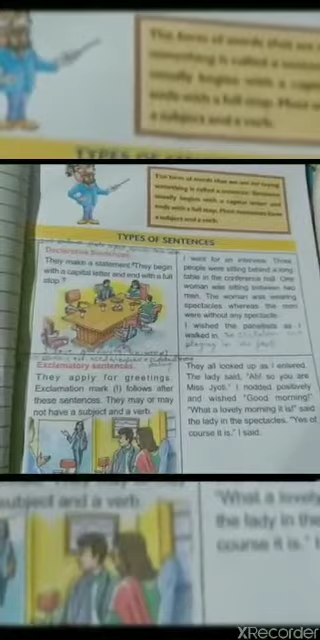 The form of words that we use for saying
something is called a sentence. Sentence
usually begins with a capital letter and
ends with a full stop. Most sentences have
a subject and a verb.
TYPES OF SENTENCES
Declarative Sentences
They make a statement. They begin
with a capital letter and end with a full
stop.
I went for an interview. Three
people were sitting behind a long
table in the conference hall. One
woman was sitting between two
men. The woman was wearing
spectacles whereas the men
were without any spectacles.
I wished the panellists as I
walked in.
Exclamatory sentences.
They apply for greetings.
Exclamation mark (!) follows after
these sentences. They may or may
not have a subject and a verb.
They all looked up as I entered.
The lady said, "Ah! so you are
Miss Jyoti." I nodded positively
and wished "Good morning!"
"What a lovely morning it is!" said
the lady in the spectacles. "Yes of
course it is." I said.
subject and a verb.
"What a lovely
the lady in the
course it is." I
XRecorder